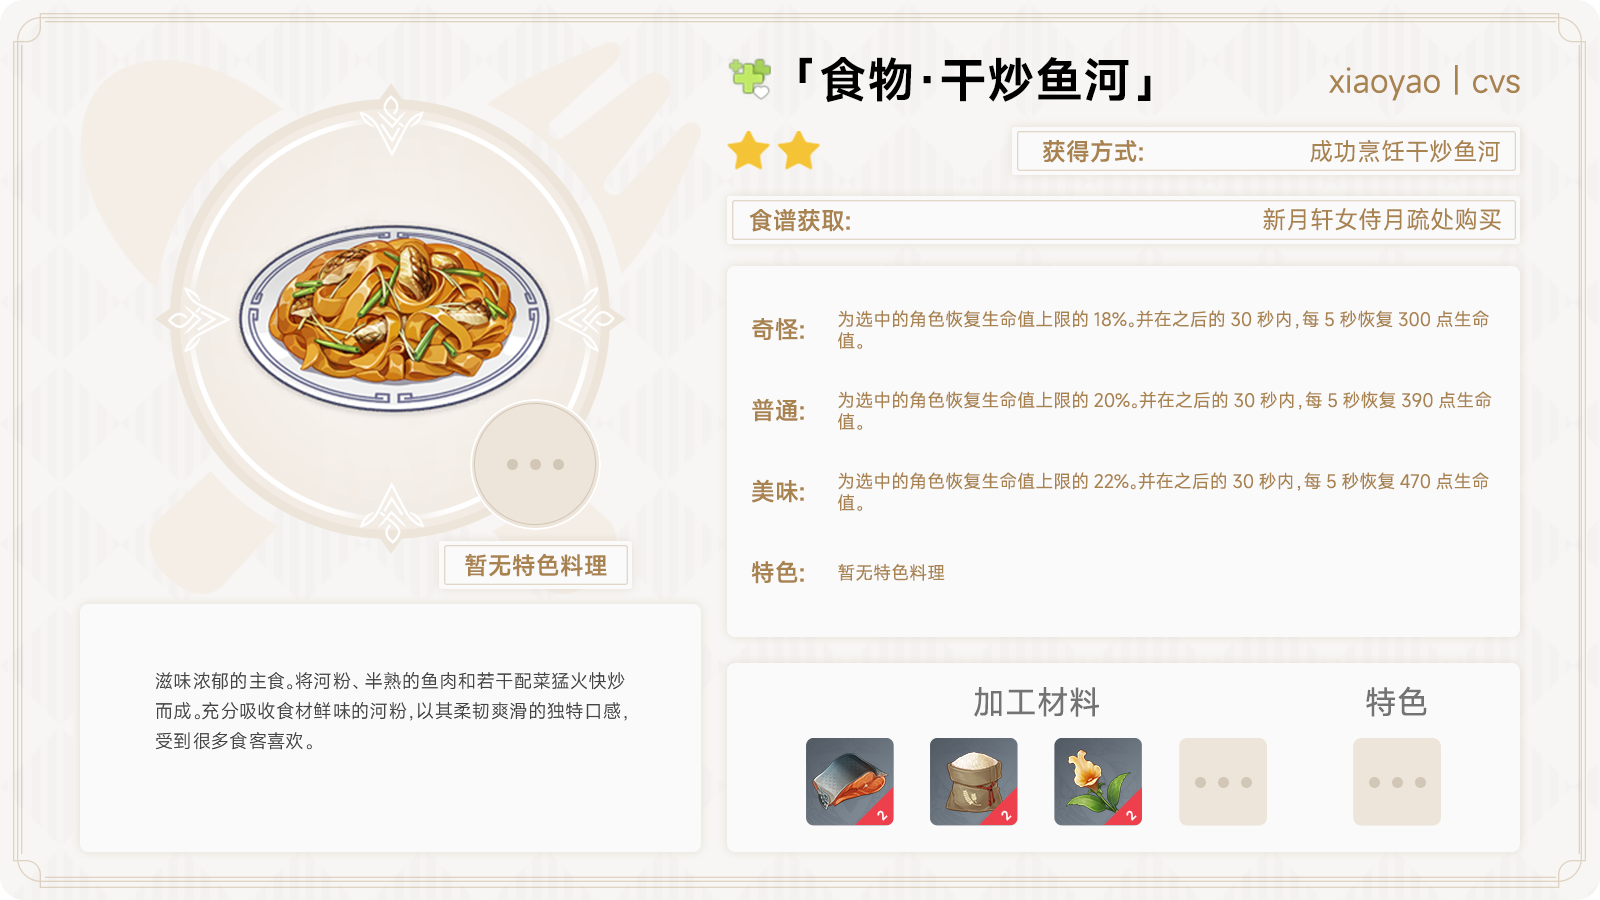 「食物·干炒鱼河」
xiaoyao | cvs
获得方式:
成功烹饪干炒鱼河
食谱获取:
新月轩女侍月疏处购买
奇怪:
为选中的角色恢复生命值上限的 18%。并在之后的 30 秒内,每 5 秒恢复 300 点生命
值。
普通:
为选中的角色恢复生命值上限的 20%。并在之后的 30 秒内,每 5 秒恢复 390 点生命
值。
美味:
为选中的角色恢复生命值上限的 22%。并在之后的 30 秒内,每 5 秒恢复 470 点生命
值。
特色:
暂无特色料理
暂无特色料理
滋味浓郁的主食。将河粉、半熟的鱼肉和若干配菜猛火快炒
而成。充分吸收食材鲜味的河粉,以其柔韧爽滑的独特口感,
受到很多食客喜欢。
加工材料
特色
2
2
2